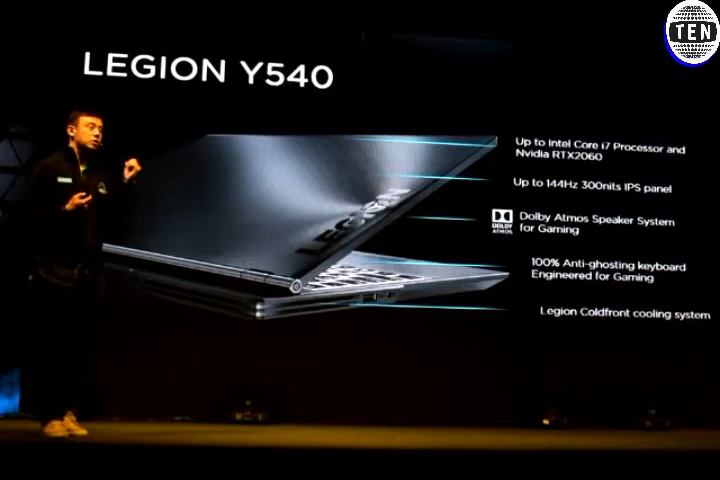 TEN
LEGION Y540
Up to Intel Core i7 Processor and
Nvidia RTX2060
Up to 144Hz 300nits IPS panel
DOLBY
ATMOS
Dolby Atmos Speaker System
for Gaming
LEGION
100% Anti-ghosting keyboard
Engineered for Gaming
Legion Coldfront cooling system